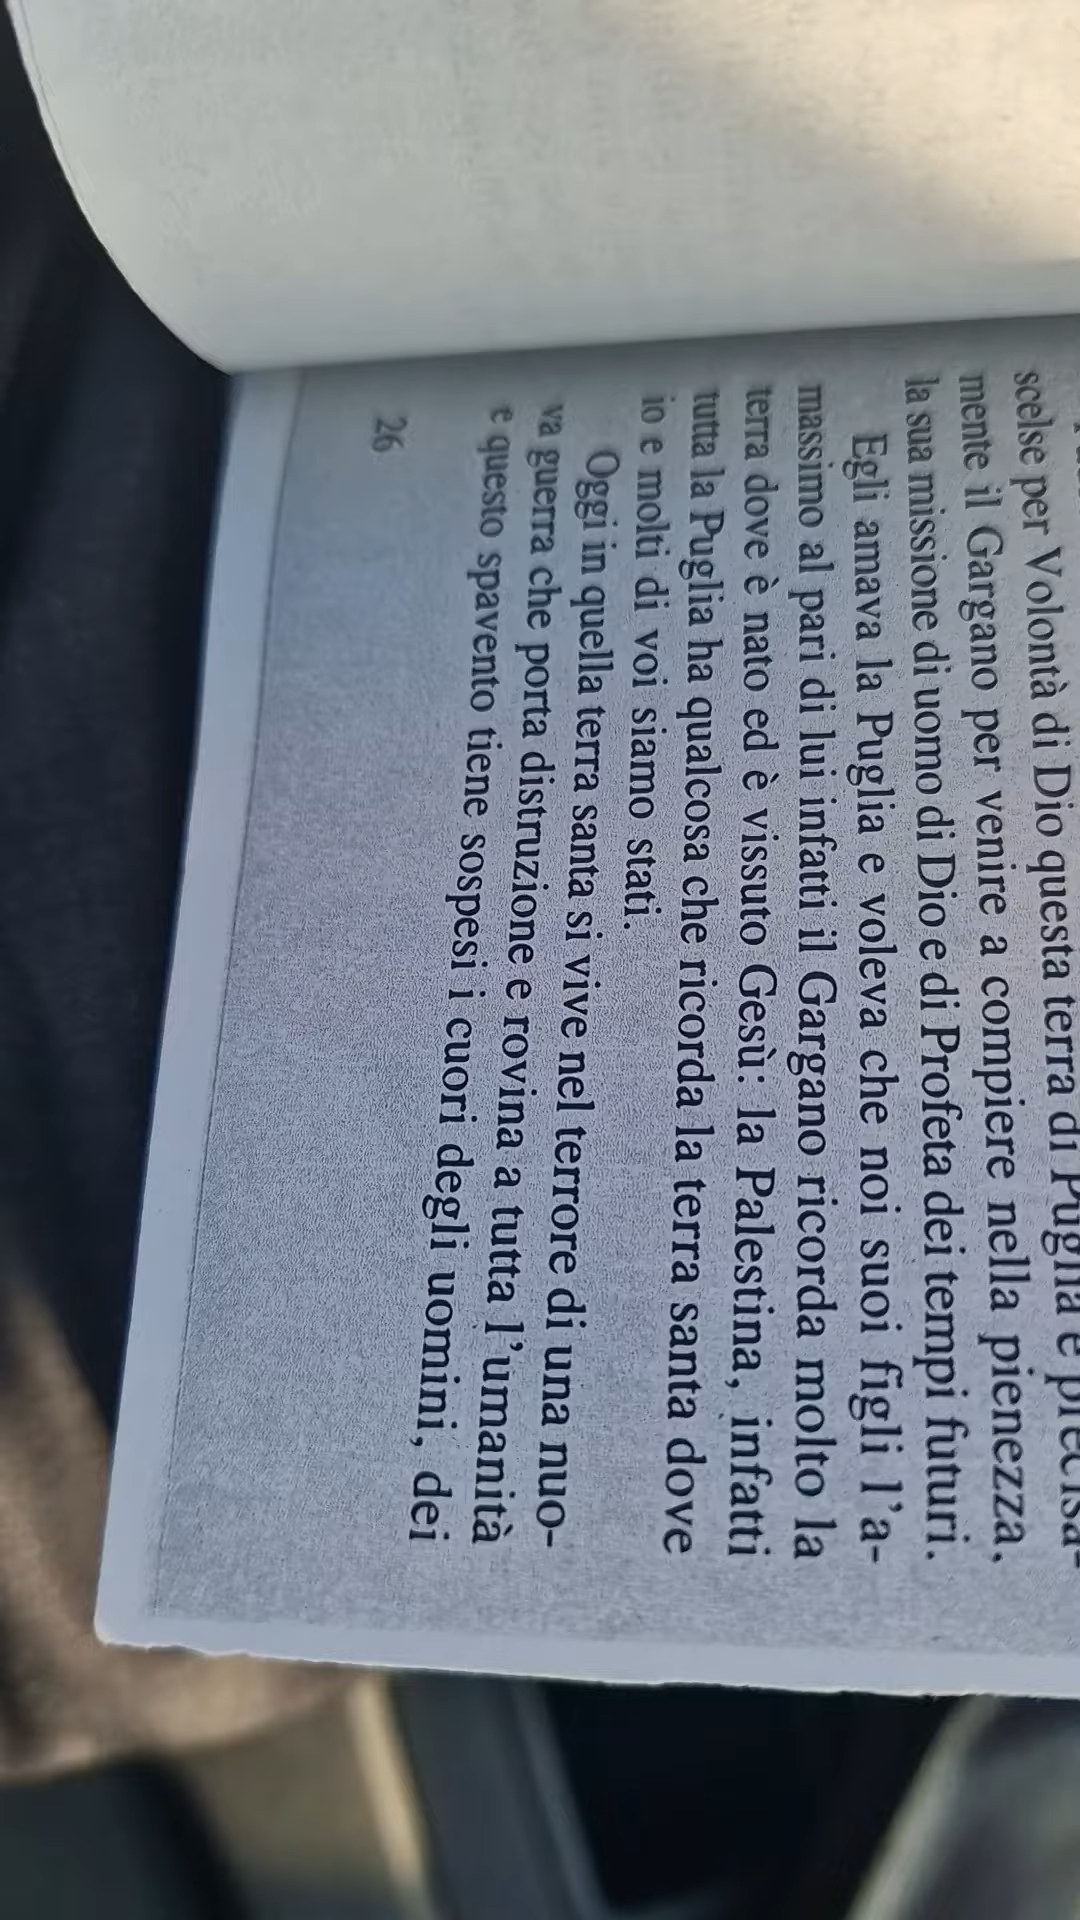 scelse per Volontà di Dio questa terra di Puglia e precisa-
mente il Gargano per venire a compiere nella pienezza,
la sua missione di uomo di Dio e di Profeta dei tempi futuri.
Egli amava la Puglia e voleva che noi suoi figli l'a-
massimo al pari di lui infatti il Gargano ricorda molto la
terra dove è nato ed è vissuto Gesù: la Palestina, infatti
tutta la Puglia ha qualcosa che ricorda la terra santa dove
io e molti di voi siamo stati.
Oggi in quella terra santa si vive nel terrore di una nuo-
va guerra che porta distruzione e rovina a tutta l'umanità
e questo spavento tiene sospesi i cuori degli uomini, dei
26